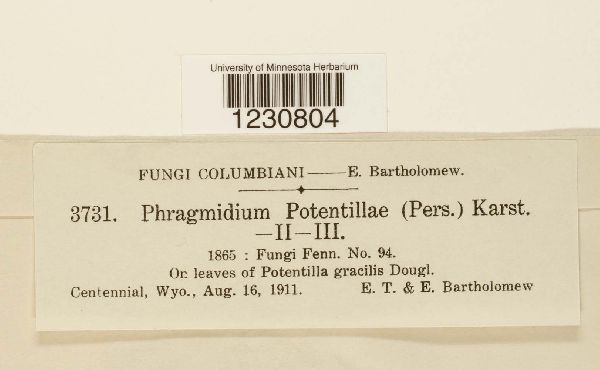 University of Minnesota Herbarium
1230804
FUNGI COLUMBIANI—E. Bartholomew.
3731. Phragmidium Potentillae (Pers.) Karst.
—II—III.
1865 : Fungi Fenn. No. 94.
On leaves of Potentilla gracilis Dougl.
Centennial, Wyo., Aug. 16, 1911. E. T. & E. Bartholomew